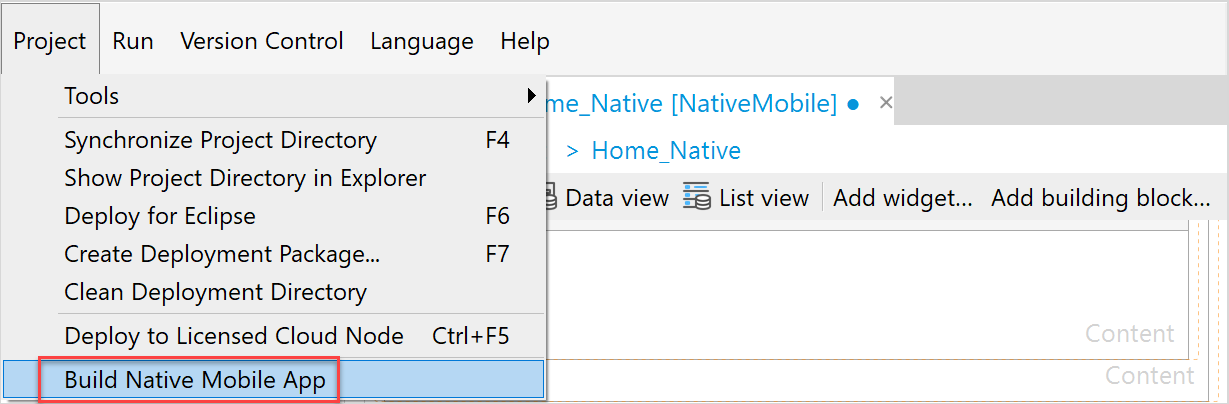 Project Run Version Control Language Help
Tools
me_Native [NativeMobile]
Synchronize Project Directory F4
> Home_Native
Show Project Directory in Explorer
Data view List view Add widget... Add building block...
Deploy for Eclipse F6
Create Deployment Package... F7
Clean Deployment Directory
Deploy to Licensed Cloud Node Ctrl+F5
Content
Build Native Mobile App
Content